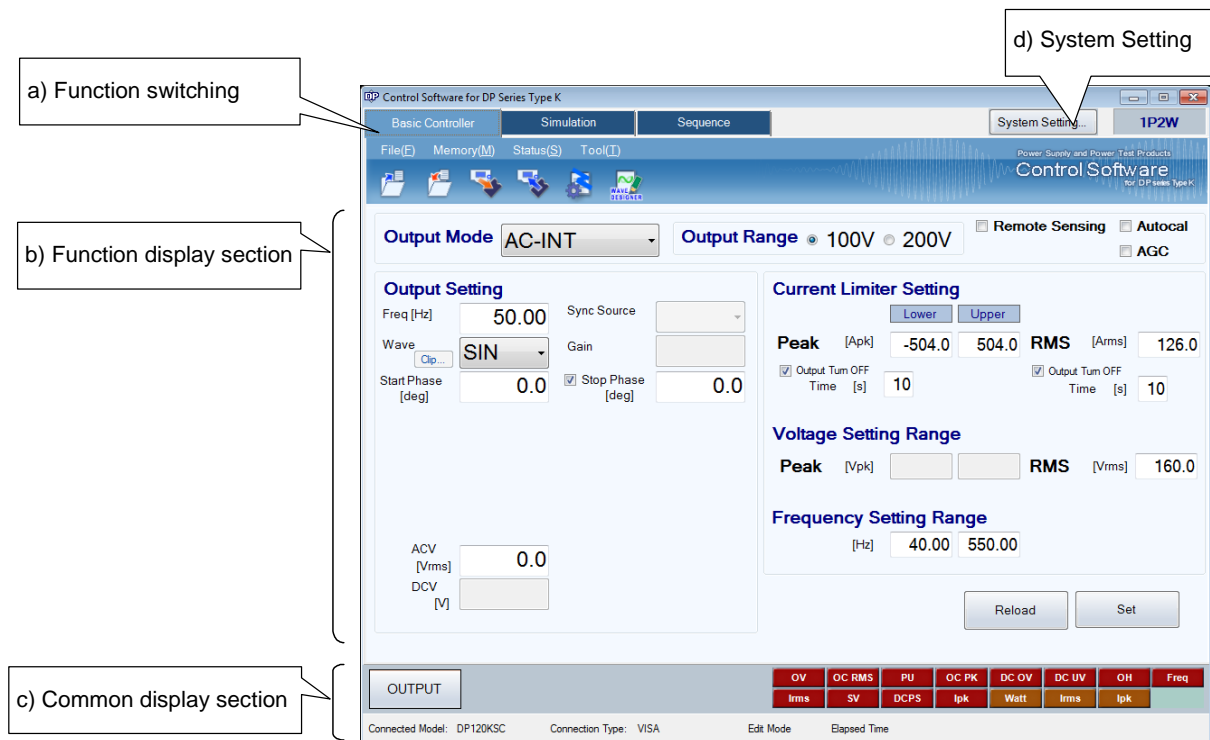 d) System Setting
a) Function switching
DP Control Software for DP Series Type K
Basic Controller Simulation Sequence System Setting... 1P2W
File(F) Memory(M) Status(S) Tool(T)
Power Supply and Power Test Products
Control Software
for DP series Type K
WAVE
DESIGNER
b) Function display section
Output Mode AC-INT Output Range 100V 200V Remote Sensing Autocal
AGC
Output Setting
Freq [Hz] 50.00 Sync Source
Wave Clip... SIN Gain
Start Phase 0.0 Stop Phase 0.0
[deg] [deg]
ACV 0.0
[Vrms]
DCV
[V]
Current Limiter Setting
Lower Upper
Peak [Apk] -504.0 504.0 RMS [Arms] 126.0
Output Turn OFF Output Turn OFF
Time [s] 10 Time [s] 10
Voltage Setting Range
Peak [Vpk] RMS [Vrms] 160.0
Frequency Setting Range
[Hz] 40.00 550.00
Reload Set
c) Common display section
OUTPUT
OV OC RMS PU OC PK DC OV DC UV OH Freq
Irms SV DCPS Ipk Watt Irms Ipk
Connected Model: DP120KSC Connection Type: VISA Edit Mode Elapsed Time